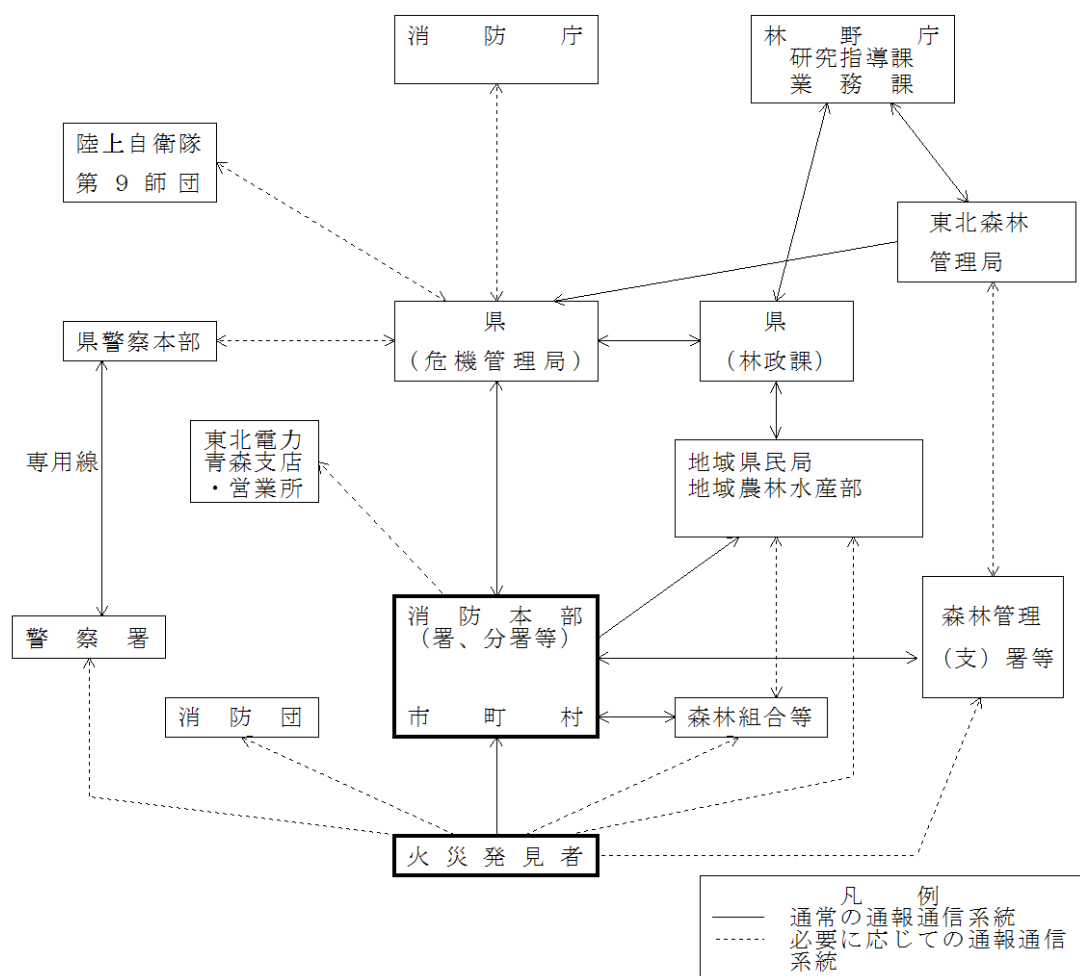 消防庁
林野庁
研究指導課
業務課
陸上自衛隊
第9師団
東北森林
管理局
県
(危機管理局)
県
(林政課)
県警察本部
東北電力
青森支店
・営業所
専用線
地域県民局
地域農林水産部
消防本部
(署、分署等)
市町村
森林管理
(支)署等
警察署
消防団
森林組合等
火災発見者
凡例
通常の通報通信系統
必要に応じての通報通信
系統